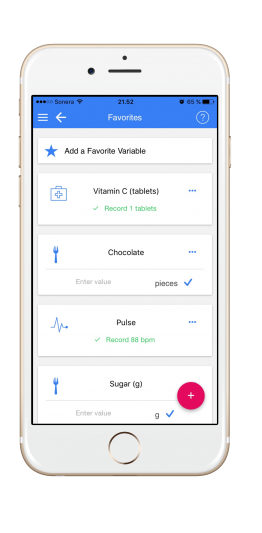 Sonera 21.52 65 %
Favorites ?
Add a Favorite Variable
Vitamin C (tablets)
Record 1 tablets
Chocolate
Enter value pieces
Pulse
Record 88 bpm
Sugar (g)
Enter value g
+